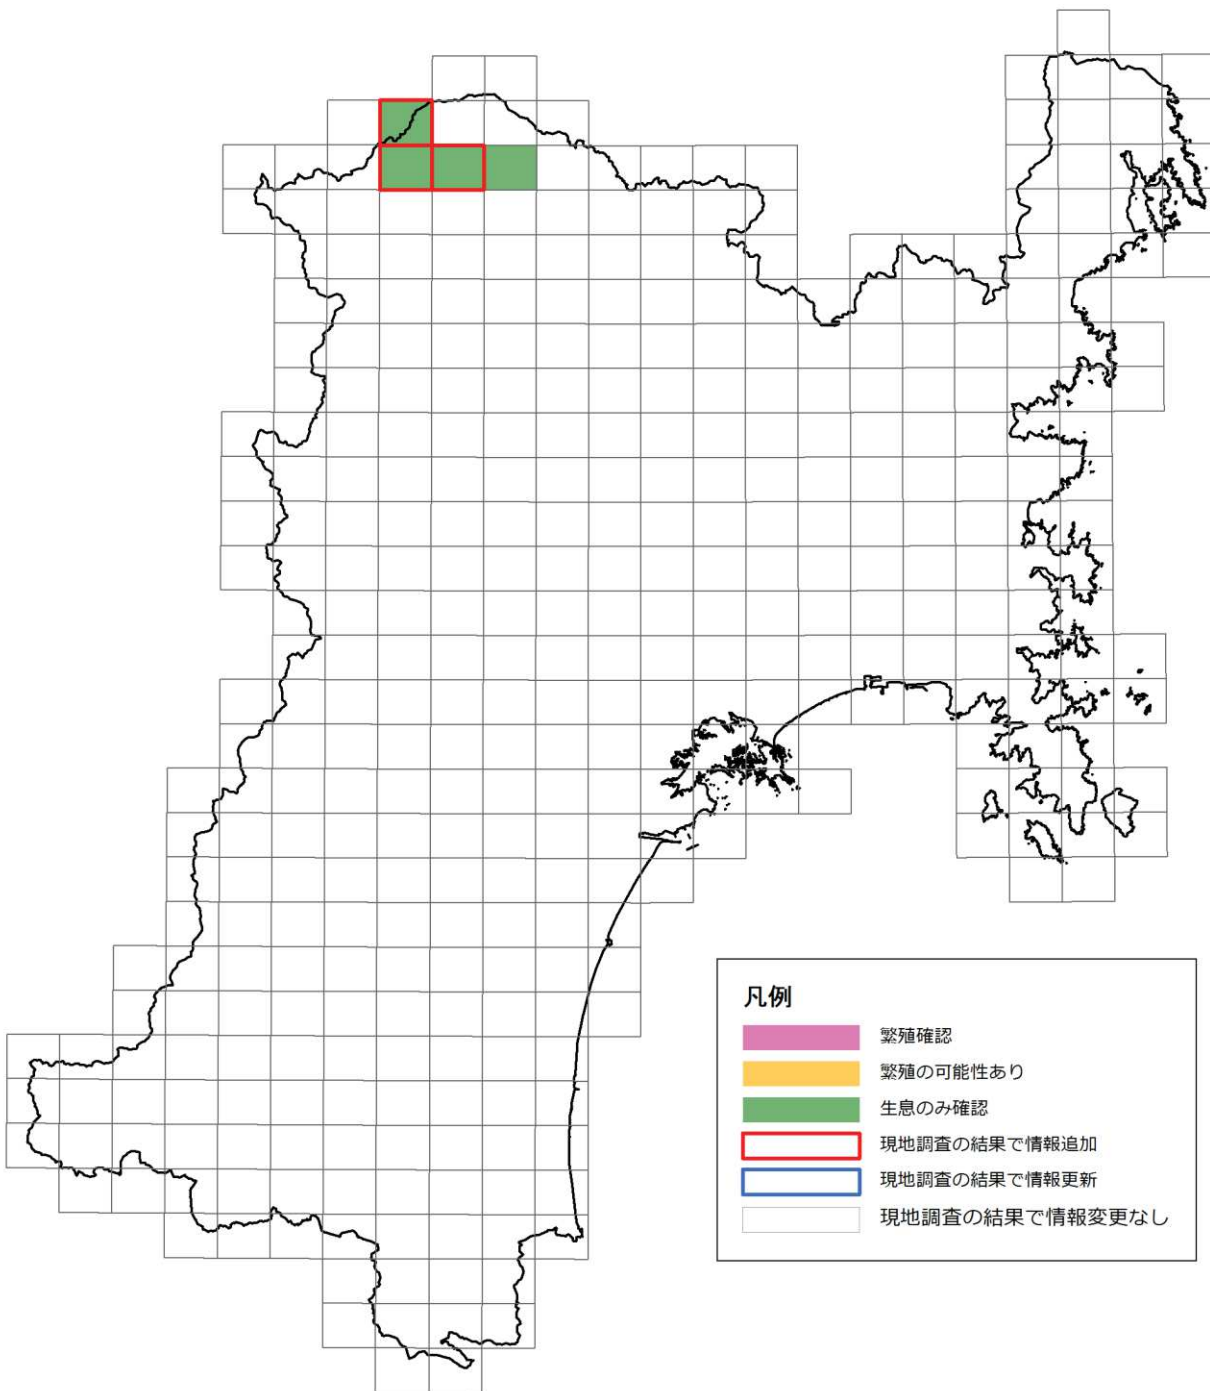 凡例
繁殖確認
繁殖の可能性あり
生息のみ確認
現地調査の結果で情報追加
現地調査の結果で情報更新
現地調査の結果で情報変更なし